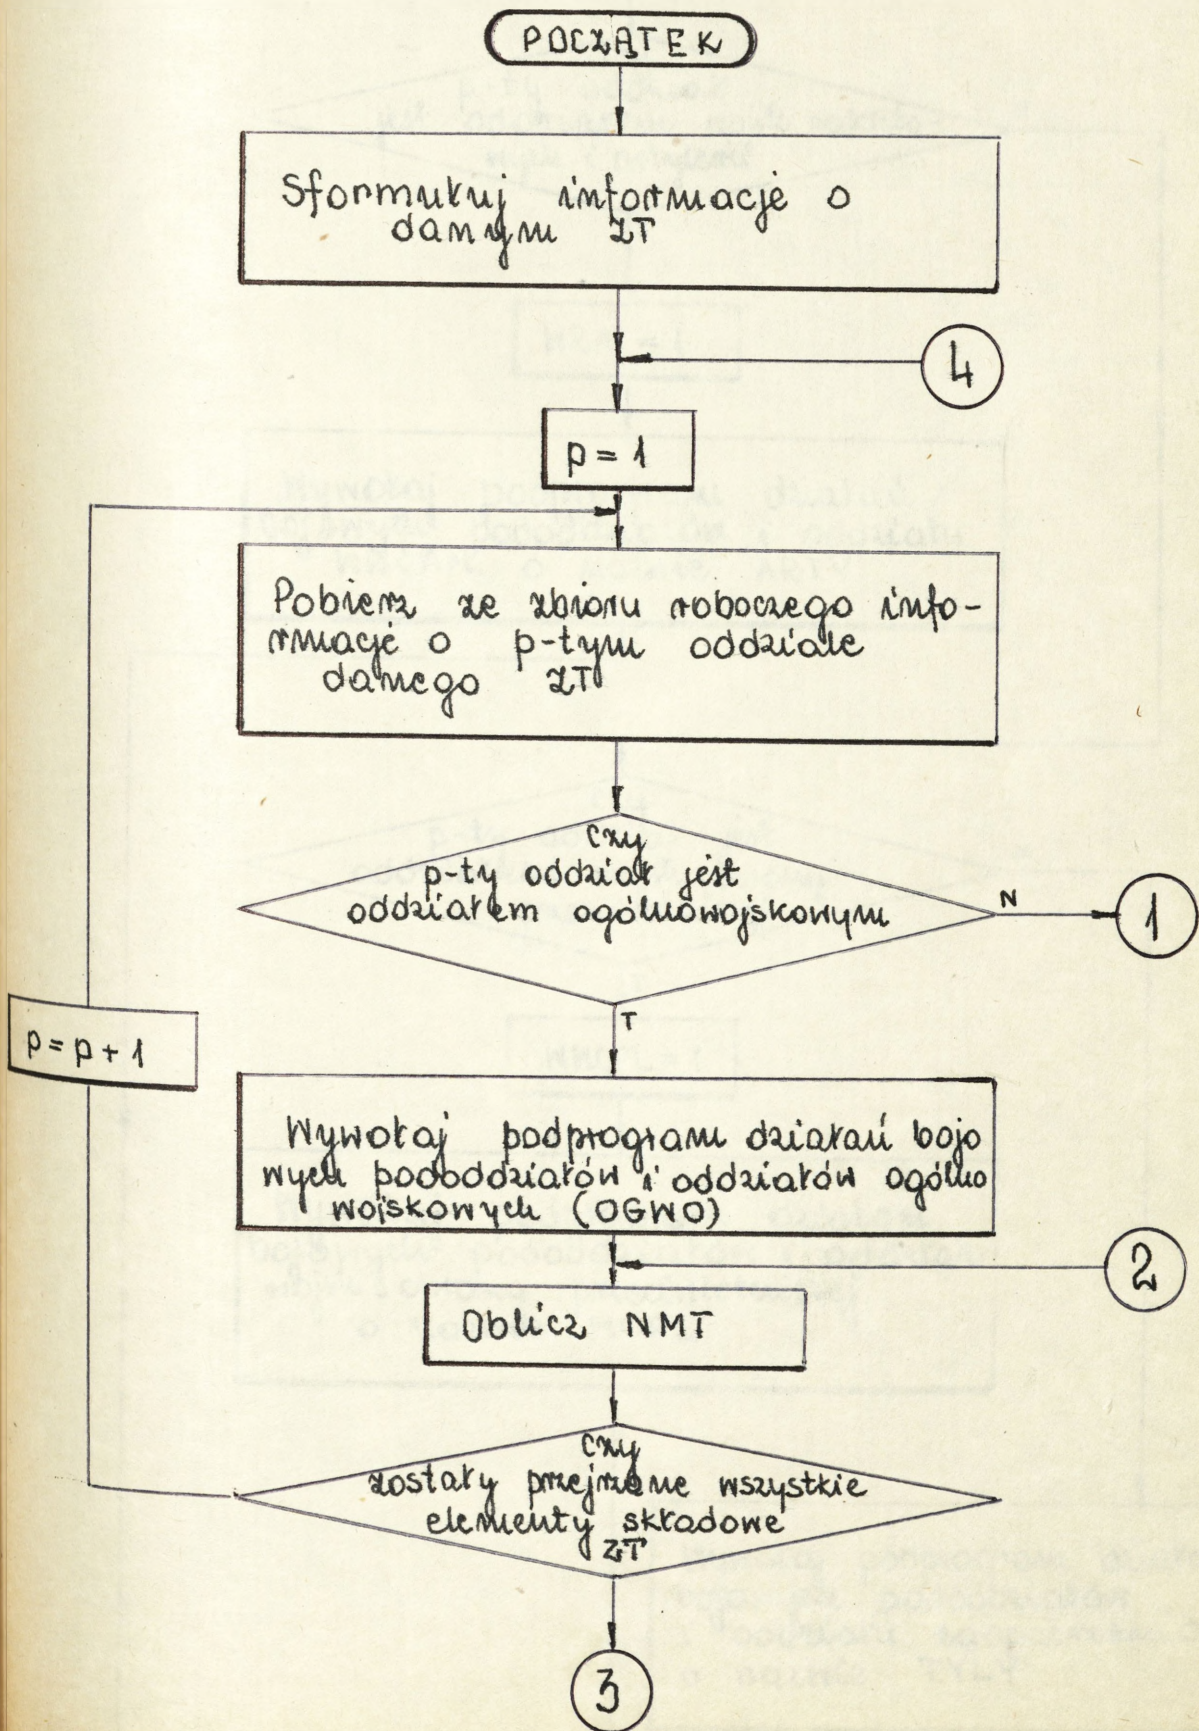 POCZĄTEK
Sformułuj informacje o
danym ZT
4
p = 1
Pobierz ze zbioru roboczego info-
rmacje o p-tym oddziale
danego ZT
czy
p-ty oddział jest
oddziałem ogólnowojskowym
N
1
T
p = p + 1
Wywołaj podprogram działań bojo
wych pododdziałów i oddziałów ogólno
wojskowych (OGWO)
2
Oblicz NMT
czy
zostały przejrzane wszystkie
elementy składowe
ZT
3